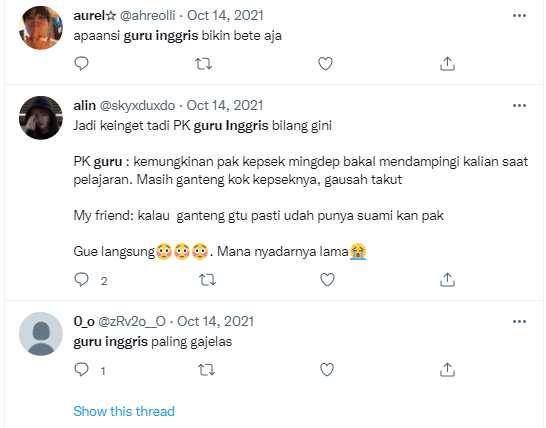 aurel☆ @ahreolli · Oct 14, 2021
apaansi guru inggris bikin bete aja
alin @skyxduxdo · Oct 14, 2021
Jadi keinget tadi PK guru Inggris bilang gini
PK guru : kemungkinan pak kepsek mingdep bakal mendampingi kalian saat
pelajaran. Masih ganteng kok kepseknya, gausah takut
My friend: kalau  ganteng gtu pasti udah punya suami kan pak
Gue langsung😳😳😳. Mana nyadarnya lama😭
2
0_o @zRv2o__O · Oct 14, 2021
guru inggris paling gajelas
1
Show this thread